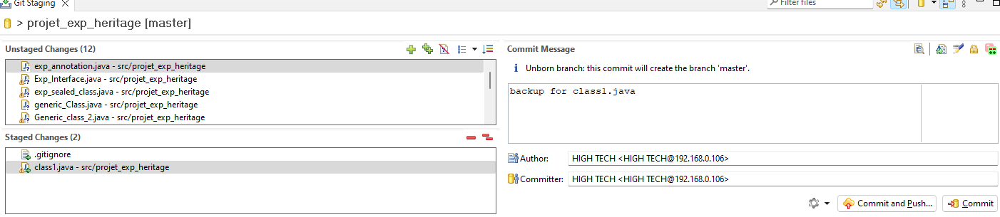 Git Staging
Filter files
> projet_exp_heritage [master]
Unstaged Changes (12)
exp_annotation.java - src/projet_exp_heritage
Exp_Interface.java - src/projet_exp_heritage
exp_sealed_class.java - src/projet_exp_heritage
generic_Class.java - src/projet_exp_heritage
Generic_class_2.java - src/projet_exp_heritage
Staged Changes (2)
.gitignore
class1.java - src/projet_exp_heritage
Commit Message
Unborn branch: this commit will create the branch 'master'.
backup for class1.java
Author: HIGH TECH <HIGH TECH@192.168.0.106>
Committer: HIGH TECH <HIGH TECH@192.168.0.106>
Commit and Push... Commit